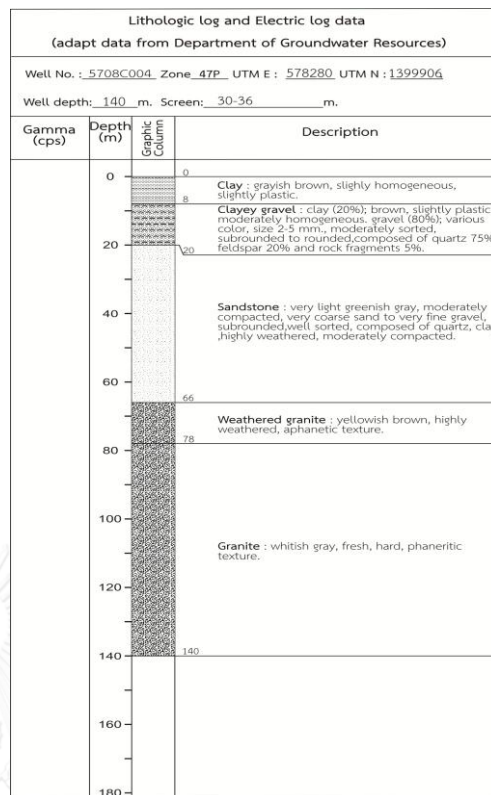 Lithologic log and Electric log data
(adapt data from Department of Groundwater Resources)
Well No. : 5708C004 Zone 47P UTM E : 578280 UTM N : 1399906
Well depth: 140 m. Screen: 30-36 m.
Gamma
(cps)
Depth
(m)
Graphic
Column
Description
0
0
Clay : grayish brown, slighly homogeneous,
slightly plastic.
8
Clayey gravel : clay (20%); brown, slightly plastic
moderately homogeneous. gravel (80%); various
color, size 2-5 mm., moderately sorted,
subrounded to rounded,composed of quartz 75%
feldspar 20% and rock fragments 5%.
20
20
Sandstone : very light greenish gray, moderately
compacted, very coarse sand to very fine gravel,
subrounded,well sorted, composed of quartz, cla
,highly weathered, moderately compacted.
40
60
66
Weathered granite : yellowish brown, highly
weathered, aphanetic texture.
78
80
100
Granite : whitish gray, fresh, hard, phaneritic
texture.
120
140
140
160
180